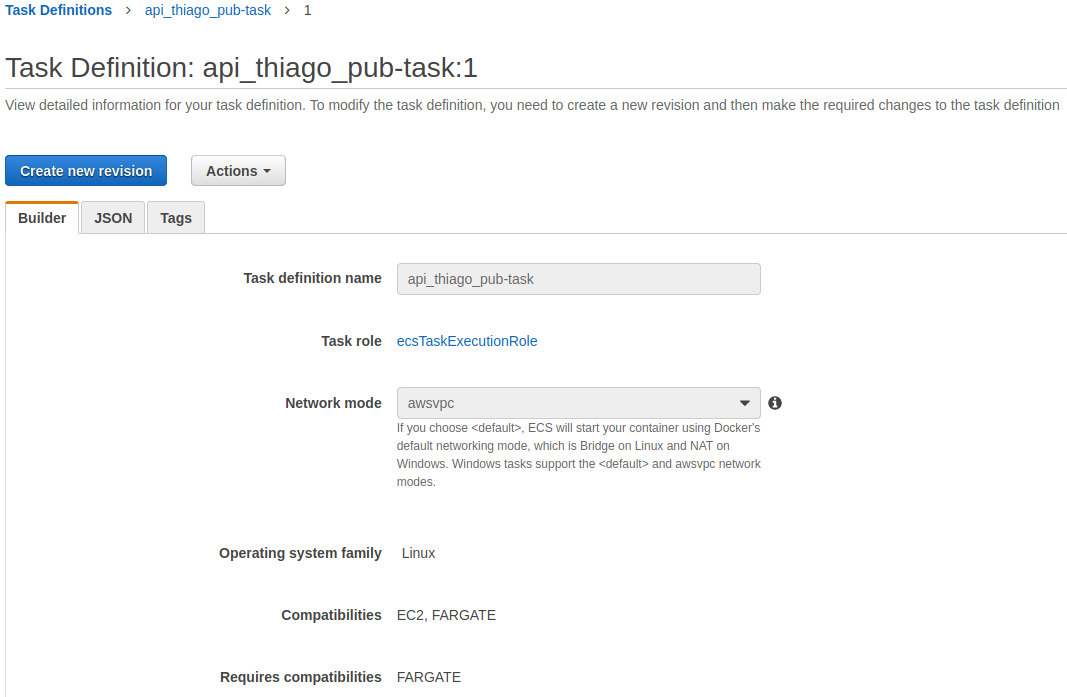 Task Definitions > api_thiago_pub-task > 1
Task Definition: api_thiago_pub-task:1
View detailed information for your task definition. To modify the task definition, you need to create a new revision and then make the required changes to the task definition
Create new revision Actions
Builder JSON Tags
Task definition name api_thiago_pub-task
Task role ecsTaskExecutionRole
Network mode awsvpc
If you choose <default>, ECS will start your container using Docker's
default networking mode, which is Bridge on Linux and NAT on
Windows. Windows tasks support the <default> and awsvpc network
modes.
Operating system family Linux
Compatibilities EC2, FARGATE
Requires compatibilities FARGATE